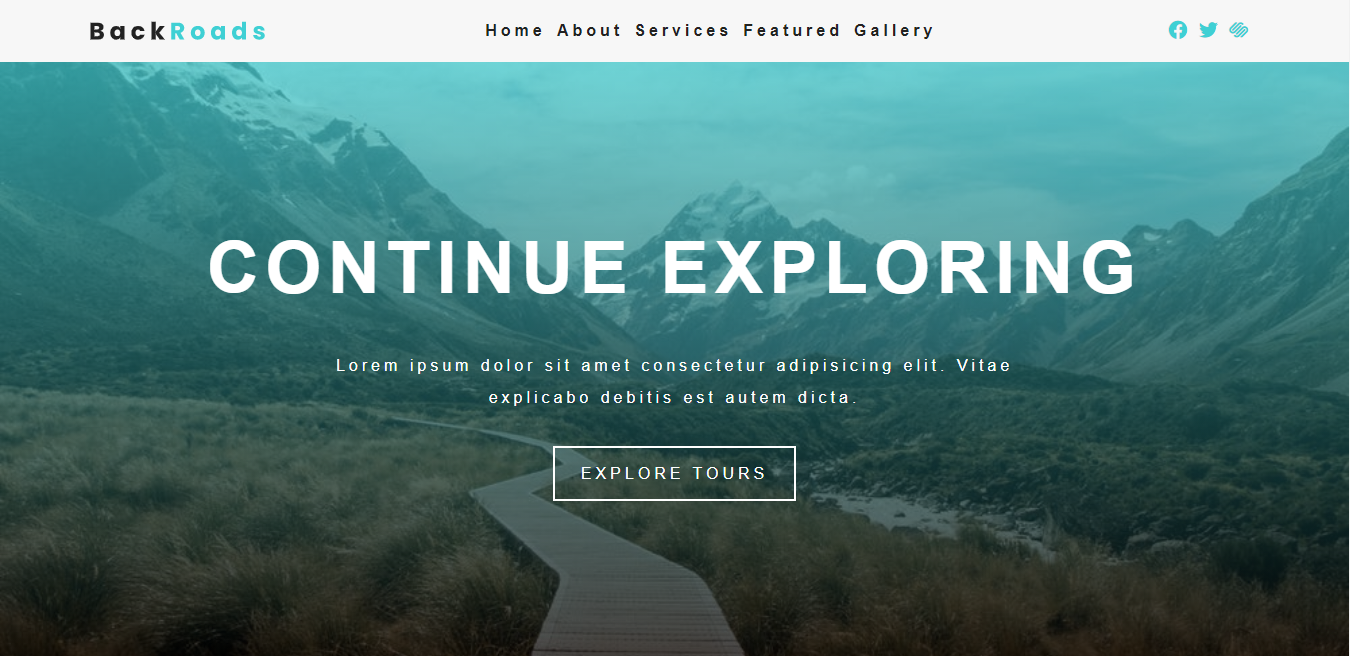 BackRoads
Home About Services Featured Gallery
CONTINUE EXPLORING
Lorem ipsum dolor sit amet consectetur adipisicing elit. Vitae
explicabo debitis est autem dicta.
EXPLORE TOURS